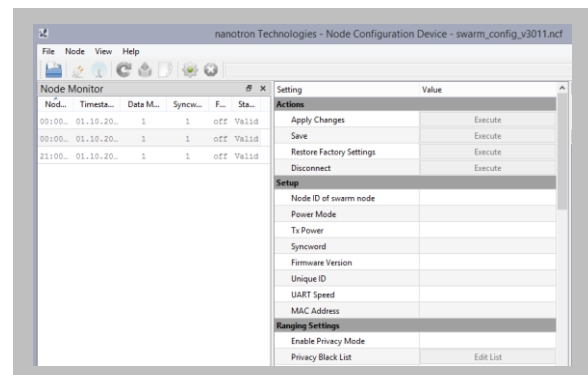 nanotron Technologies - Node Configuration Device - swarm_config_v3011.ncf
File Node View Help
Node Monitor
Nod... Timesta... Data M... Syncw... F... Sta...
00:00... 01.10.20... 1 1 off Valid
00:00... 01.10.20... 1 1 off Valid
21:00... 01.10.20... 1 1 off Valid
Setting Value
Actions
Apply Changes Execute
Save Execute
Restore Factory Settings Execute
Disconnect Execute
Setup
Node ID of swarm node
Power Mode
Tx Power
Syncword
Firmware Version
Unique ID
UART Speed
MAC Address
Ranging Settings
Enable Privacy Mode
Privacy Black List Edit List